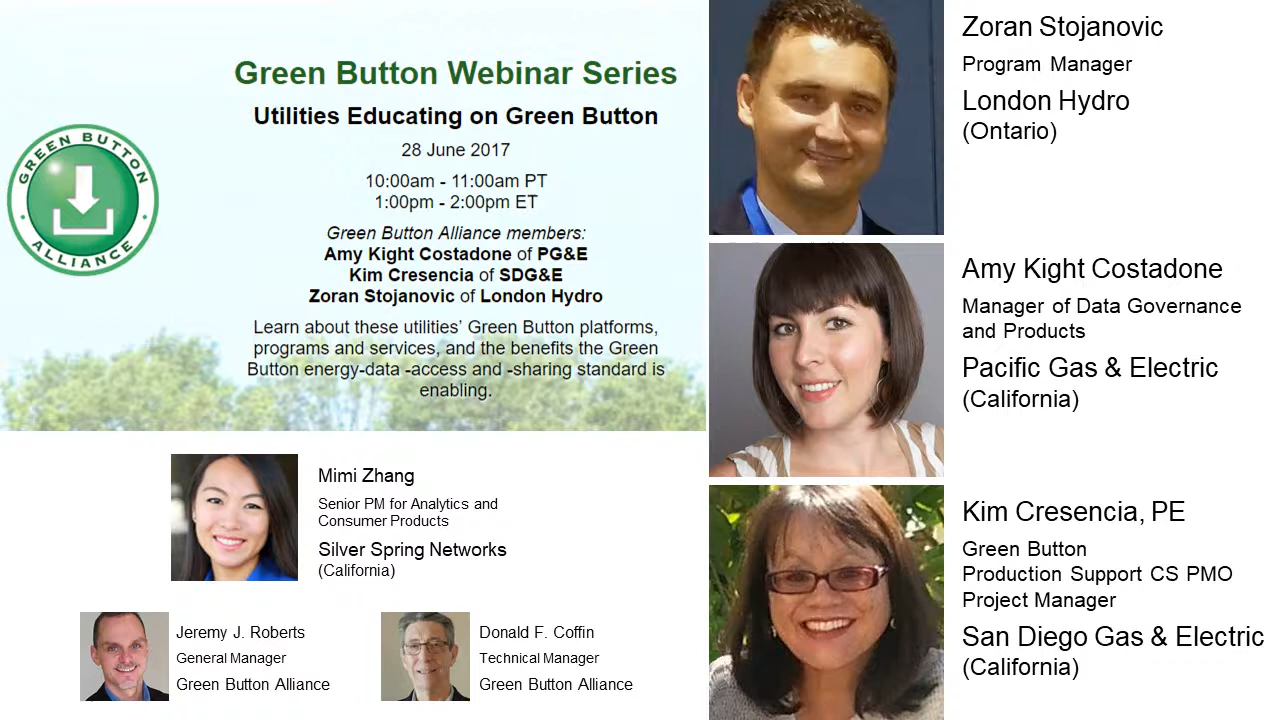 GREEN BUTTON
ALLIANCE
Green Button Webinar Series
Utilities Educating on Green Button
28 June 2017
10:00am - 11:00am PT
1:00pm - 2:00pm ET
Green Button Alliance members:
Amy Kight Costadone of PG&E
Kim Cresencia of SDG&E
Zoran Stojanovic of London Hydro
Learn about these utilities’ Green Button platforms,
programs and services, and the benefits the Green
Button energy-data -access and -sharing standard is
enabling.
Mimi Zhang
Senior PM for Analytics and
Consumer Products
Silver Spring Networks
(California)
Jeremy J. Roberts
General Manager
Green Button Alliance
Donald F. Coffin
Technical Manager
Green Button Alliance
Zoran Stojanovic
Program Manager
London Hydro
(Ontario)
Amy Kight Costadone
Manager of Data Governance
and Products
Pacific Gas & Electric
(California)
Kim Cresencia, PE
Green Button
Production Support CS PMO
Project Manager
San Diego Gas & Electric
(California)